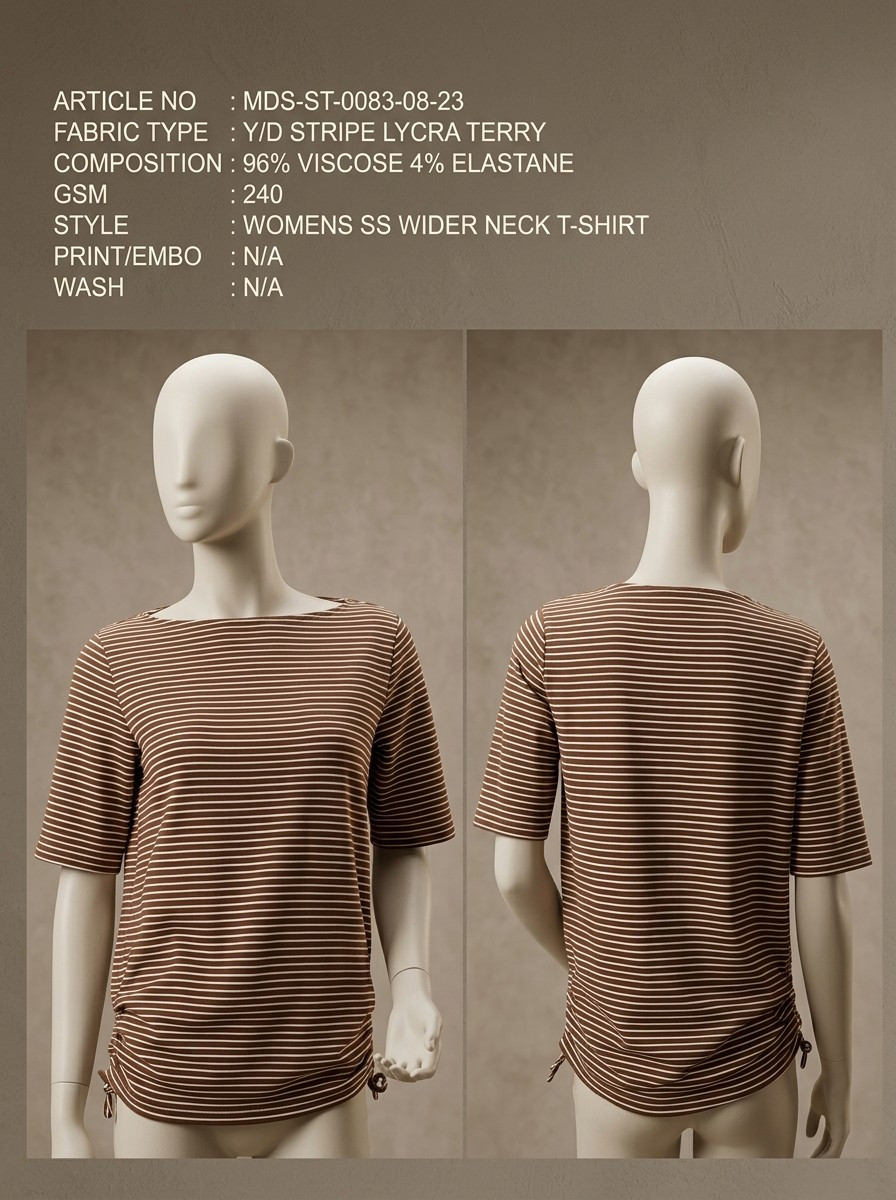 ARTICLE NO : MDS-ST-0083-08-23
FABRIC TYPE : Y/D STRIPE LYCRA TERRY
COMPOSITION : 96% VISCOSE 4% ELASTANE
GSM : 240
STYLE : WOMENS SS WIDER NECK T-SHIRT
PRINT/EMBO : N/A
WASH : N/A